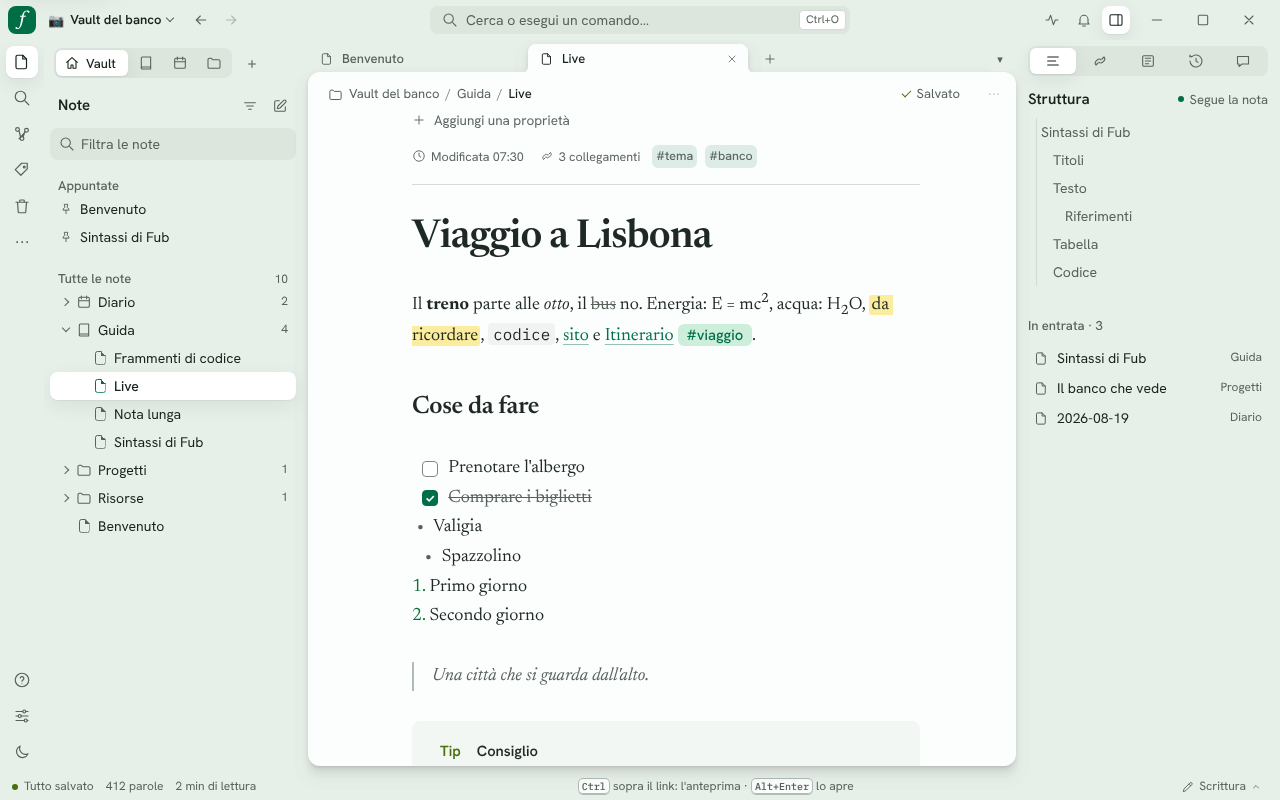 f
Vault del banco
Cerca o esegui un comando… Ctrl+O
Vault
Benvenuto
Live
Note
Filtra le note
Appuntate
Benvenuto
Sintassi di Fub
Tutte le note 10
Diario 2
Guida 4
Frammenti di codice
Live
Nota lunga
Sintassi di Fub
Progetti 1
Risorse 1
Benvenuto
Vault del banco / Guida / Live
Salvato
Aggiungi una proprietà
Modificata 07:30 3 collegamenti #tema #banco
Viaggio a Lisbona
Il treno parte alle otto, il bus no. Energia: E = mc², acqua: H₂O, da
ricordare, codice, sito e Itinerario #viaggio.
Cose da fare
Prenotare l'albergo
Comprare i biglietti
• Valigia
• Spazzolino
1. Primo giorno
2. Secondo giorno
Una città che si guarda dall'alto.
Tip Consiglio
Struttura
Segue la nota
Sintassi di Fub
Titoli
Testo
Riferimenti
Tabella
Codice
In entrata · 3
Sintassi di Fub Guida
Il banco che vede Progetti
2026-08-19 Diario
Tutto salvato 412 parole 2 min di lettura
Ctrl sopra il link: l'anteprima · Alt+Enter lo apre
Scrittura